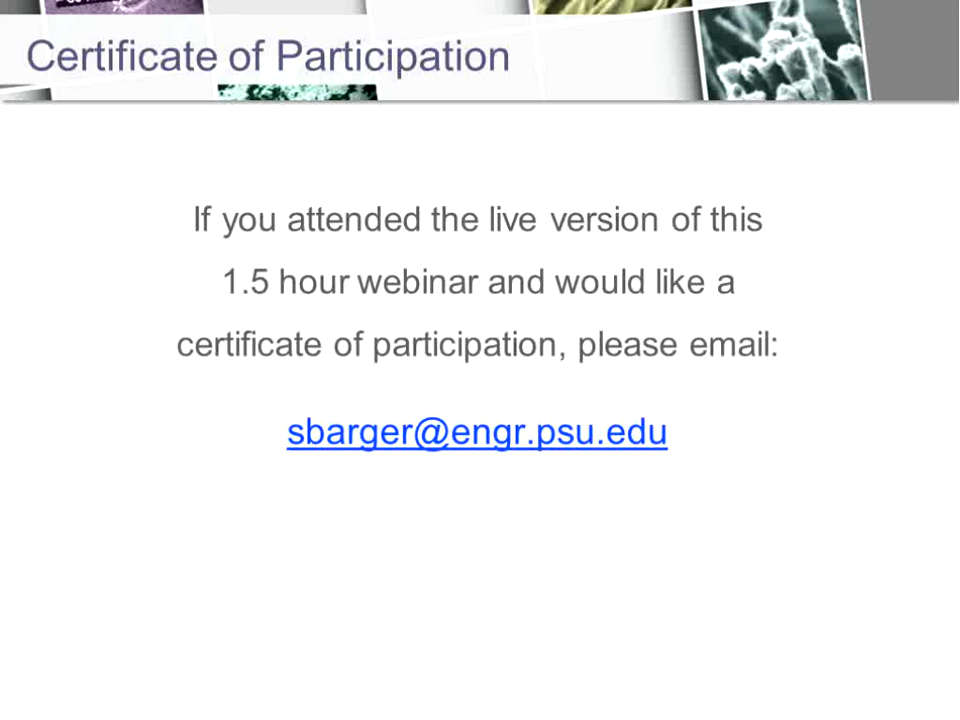 Certificate of Participation
If you attended the live version of this
1.5 hour webinar and would like a
certificate of participation, please email:
sbarger@engr.psu.edu